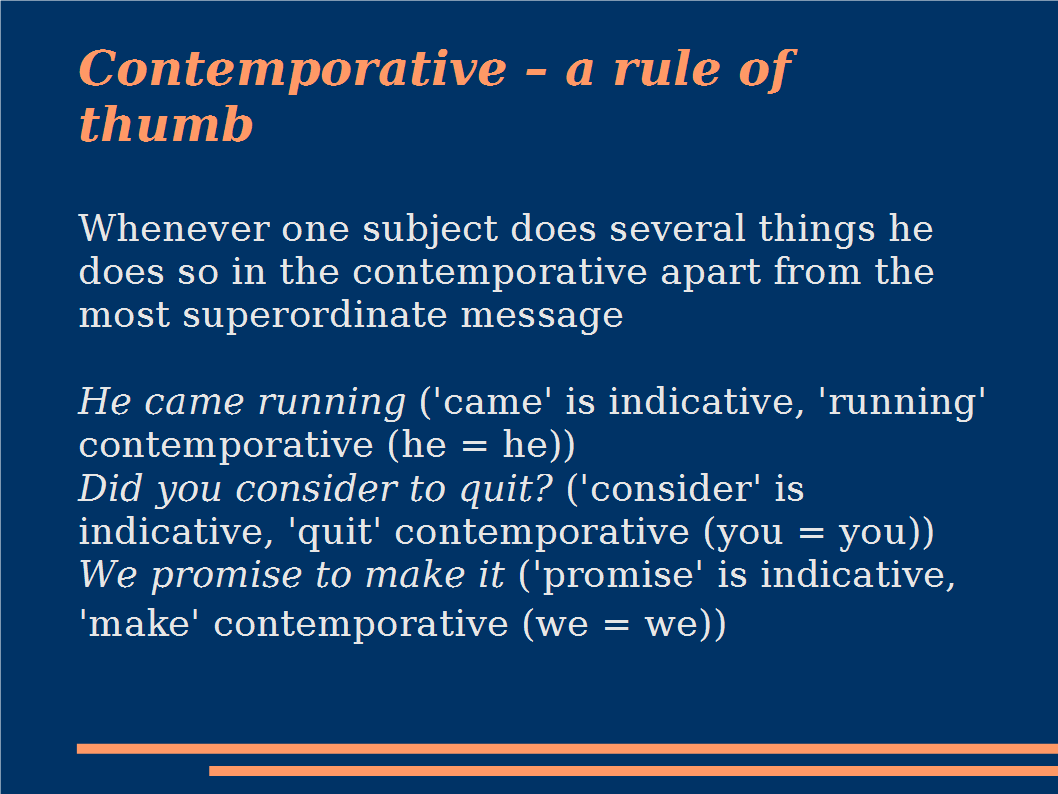 Contemporative – a rule of
thumb
Whenever one subject does several things he
does so in the contemporative apart from the
most superordinate message
He came running ('came' is indicative, 'running'
contemporative (he = he))
Did you consider to quit? ('consider' is
indicative, 'quit' contemporative (you = you))
We promise to make it ('promise' is indicative,
'make' contemporative (we = we))